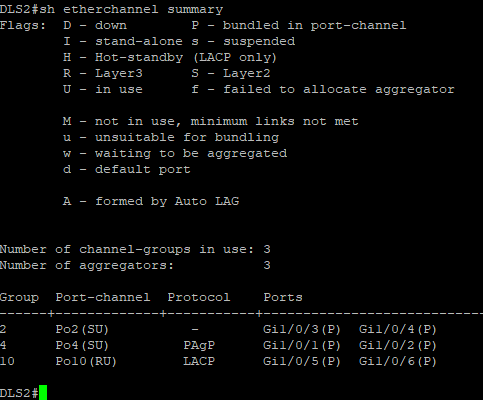 DLS2#sh etherchannel summary
Flags:  D - down        P - bundled in port-channel
        I - stand-alone s - suspended
        H - Hot-standby (LACP only)
        R - Layer3      S - Layer2
        U - in use      f - failed to allocate aggregator

        M - not in use, minimum links not met
        u - unsuitable for bundling
        w - waiting to be aggregated
        d - default port

        A - formed by Auto LAG


Number of channel-groups in use: 3
Number of aggregators:           3

Group  Port-channel  Protocol    Ports
------+-------------+-----------+-----------------------
2      Po2(SU)          -        Gi1/0/3(P)  Gi1/0/4(P)
4      Po4(SU)         PAgP      Gi1/0/1(P)  Gi1/0/2(P)
10     Po10(RU)        LACP      Gi1/0/5(P)  Gi1/0/6(P)

DLS2#